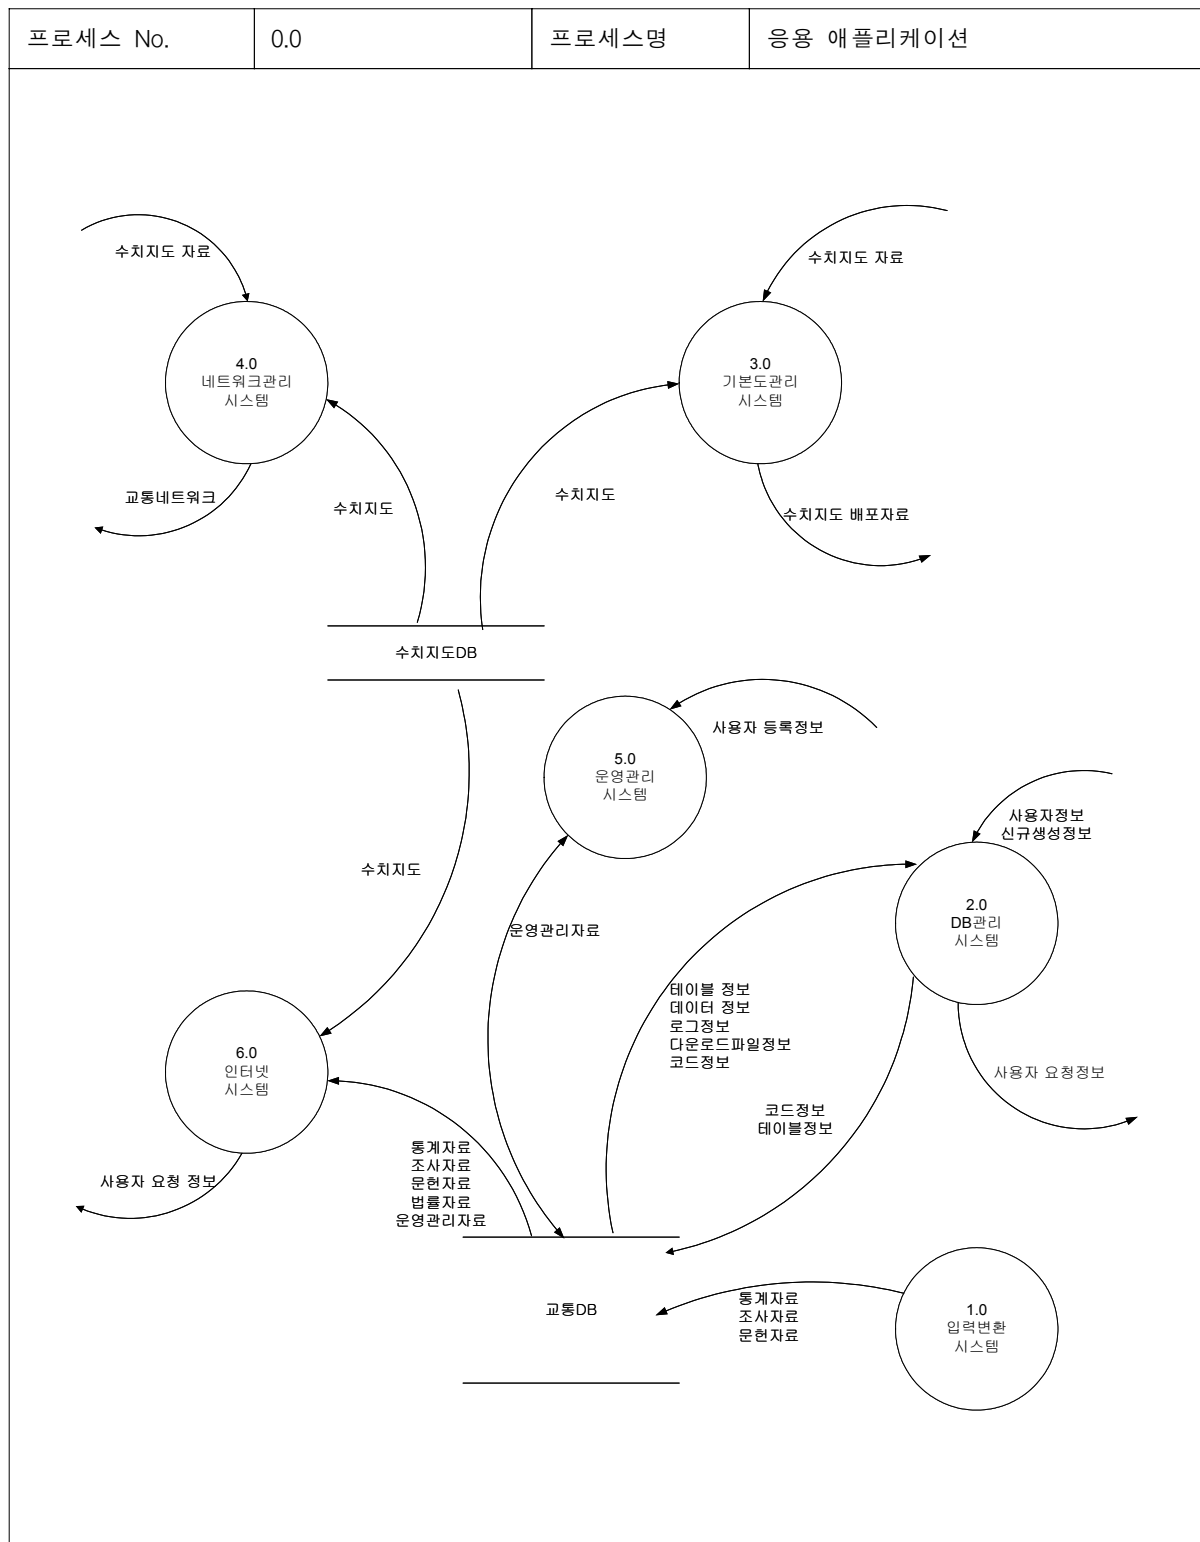 프로세스 No. 0.0 프로세스명 응용 애플리케이션
수치지도 자료
수치지도 자료
4.0
네트워크관리
시스템
3.0
기본도관리
시스템
교통네트워크
수치지도
수치지도
수치지도 배포자료
수치지도DB
사용자 등록정보
5.0
운영관리
시스템
사용자정보
신규생성정보
수치지도
2.0
DB관리
시스템
운영관리자료
테이블 정보
데이터 정보
로그정보
다운로드파일정보
코드정보
6.0
인터넷
시스템
사용자 요청정보
코드정보
테이블정보
통계자료
조사자료
문헌자료
법률자료
운영관리자료
사용자 요청 정보
교통DB
통계자료
조사자료
문헌자료
1.0
입력변환
시스템